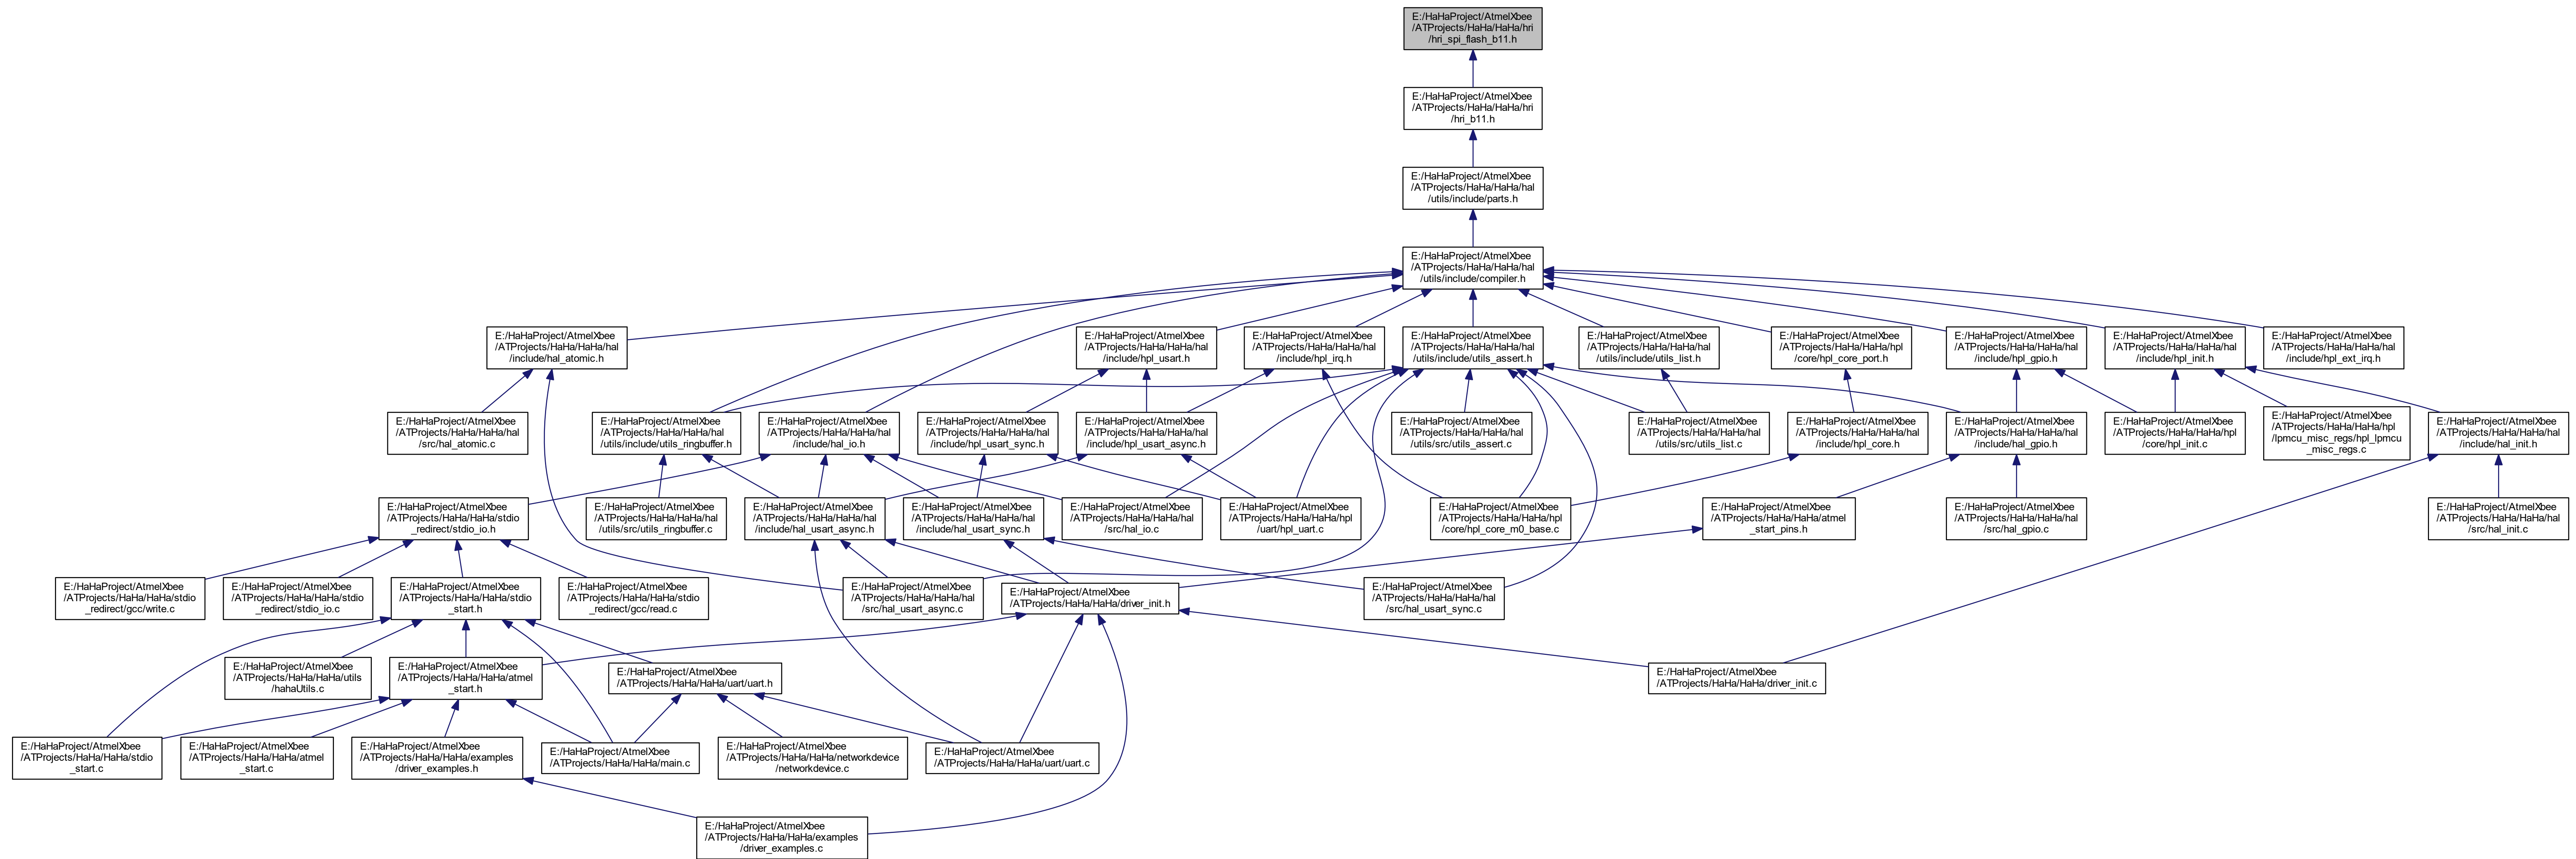 E:/HaHaProject/AtmelXbee
/ATProjects/HaHa/HaHa/hri
/hri_spi_flash_b11.h
E:/HaHaProject/AtmelXbee
/ATProjects/HaHa/HaHa/hri
/hri_b11.h
E:/HaHaProject/AtmelXbee
/ATProjects/HaHa/HaHa/hal
/utils/include/parts.h
E:/HaHaProject/AtmelXbee
/ATProjects/HaHa/HaHa/hal
/utils/include/compiler.h
E:/HaHaProject/AtmelXbee
/ATProjects/HaHa/HaHa/hal
/include/hal_atomic.h
E:/HaHaProject/AtmelXbee
/ATProjects/HaHa/HaHa/hal
/include/hpl_usart.h
E:/HaHaProject/AtmelXbee
/ATProjects/HaHa/HaHa/hal
/include/hpl_irq.h
E:/HaHaProject/AtmelXbee
/ATProjects/HaHa/HaHa/hal
/utils/include/utils_assert.h
E:/HaHaProject/AtmelXbee
/ATProjects/HaHa/HaHa/hal
/utils/include/utils_list.h
E:/HaHaProject/AtmelXbee
/ATProjects/HaHa/HaHa/hpl
/core/hpl_core_port.h
E:/HaHaProject/AtmelXbee
/ATProjects/HaHa/HaHa/hal
/include/hpl_gpio.h
E:/HaHaProject/AtmelXbee
/ATProjects/HaHa/HaHa/hal
/include/hpl_init.h
E:/HaHaProject/AtmelXbee
/ATProjects/HaHa/HaHa/hal
/include/hpl_ext_irq.h
E:/HaHaProject/AtmelXbee
/ATProjects/HaHa/HaHa/hal
/src/hal_atomic.c
E:/HaHaProject/AtmelXbee
/ATProjects/HaHa/HaHa/hal
/utils/include/utils_ringbuffer.h
E:/HaHaProject/AtmelXbee
/ATProjects/HaHa/HaHa/hal
/include/hal_io.h
E:/HaHaProject/AtmelXbee
/ATProjects/HaHa/HaHa/hal
/include/hpl_usart_sync.h
E:/HaHaProject/AtmelXbee
/ATProjects/HaHa/HaHa/hal
/include/hpl_usart_async.h
E:/HaHaProject/AtmelXbee
/ATProjects/HaHa/HaHa/hal
/utils/src/utils_assert.c
E:/HaHaProject/AtmelXbee
/ATProjects/HaHa/HaHa/hal
/utils/src/utils_list.c
E:/HaHaProject/AtmelXbee
/ATProjects/HaHa/HaHa/hal
/include/hpl_core.h
E:/HaHaProject/AtmelXbee
/ATProjects/HaHa/HaHa/hal
/include/hal_gpio.h
E:/HaHaProject/AtmelXbee
/ATProjects/HaHa/HaHa/hpl
/core/hpl_init.c
E:/HaHaProject/AtmelXbee
/ATProjects/HaHa/HaHa/hpl
/lpmcu_misc_regs/hpl_lpmcu
_misc_regs.c
E:/HaHaProject/AtmelXbee
/ATProjects/HaHa/HaHa/hal
/include/hal_init.h
E:/HaHaProject/AtmelXbee
/ATProjects/HaHa/HaHa/stdio
_redirect/stdio_io.h
E:/HaHaProject/AtmelXbee
/ATProjects/HaHa/HaHa/hal
/utils/src/utils_ringbuffer.c
E:/HaHaProject/AtmelXbee
/ATProjects/HaHa/HaHa/hal
/include/hal_usart_async.h
E:/HaHaProject/AtmelXbee
/ATProjects/HaHa/HaHa/hal
/include/hal_usart_sync.h
E:/HaHaProject/AtmelXbee
/ATProjects/HaHa/HaHa/hal
/src/hal_io.c
E:/HaHaProject/AtmelXbee
/ATProjects/HaHa/HaHa/hpl
/uart/hpl_uart.c
E:/HaHaProject/AtmelXbee
/ATProjects/HaHa/HaHa/hpl
/core/hpl_core_m0_base.c
E:/HaHaProject/AtmelXbee
/ATProjects/HaHa/HaHa/atmel
_start_pins.h
E:/HaHaProject/AtmelXbee
/ATProjects/HaHa/HaHa/hal
/src/hal_gpio.c
E:/HaHaProject/AtmelXbee
/ATProjects/HaHa/HaHa/hal
/src/hal_init.c
E:/HaHaProject/AtmelXbee
/ATProjects/HaHa/HaHa/stdio
_redirect/gcc/write.c
E:/HaHaProject/AtmelXbee
/ATProjects/HaHa/HaHa/stdio
_redirect/stdio_io.c
E:/HaHaProject/AtmelXbee
/ATProjects/HaHa/HaHa/stdio
_start.h
E:/HaHaProject/AtmelXbee
/ATProjects/HaHa/HaHa/stdio
_redirect/gcc/read.c
E:/HaHaProject/AtmelXbee
/ATProjects/HaHa/HaHa/hal
/src/hal_usart_async.c
E:/HaHaProject/AtmelXbee
/ATProjects/HaHa/HaHa/driver_init.h
E:/HaHaProject/AtmelXbee
/ATProjects/HaHa/HaHa/hal
/src/hal_usart_sync.c
E:/HaHaProject/AtmelXbee
/ATProjects/HaHa/HaHa/utils
/hahaUtils.c
E:/HaHaProject/AtmelXbee
/ATProjects/HaHa/HaHa/atmel
_start.h
E:/HaHaProject/AtmelXbee
/ATProjects/HaHa/HaHa/uart/uart.h
E:/HaHaProject/AtmelXbee
/ATProjects/HaHa/HaHa/driver_init.c
E:/HaHaProject/AtmelXbee
/ATProjects/HaHa/HaHa/stdio
_start.c
E:/HaHaProject/AtmelXbee
/ATProjects/HaHa/HaHa/atmel
_start.c
E:/HaHaProject/AtmelXbee
/ATProjects/HaHa/HaHa/examples
/driver_examples.h
E:/HaHaProject/AtmelXbee
/ATProjects/HaHa/HaHa/main.c
E:/HaHaProject/AtmelXbee
/ATProjects/HaHa/HaHa/networkdevice
/networkdevice.c
E:/HaHaProject/AtmelXbee
/ATProjects/HaHa/HaHa/uart/uart.c
E:/HaHaProject/AtmelXbee
/ATProjects/HaHa/HaHa/examples
/driver_examples.c